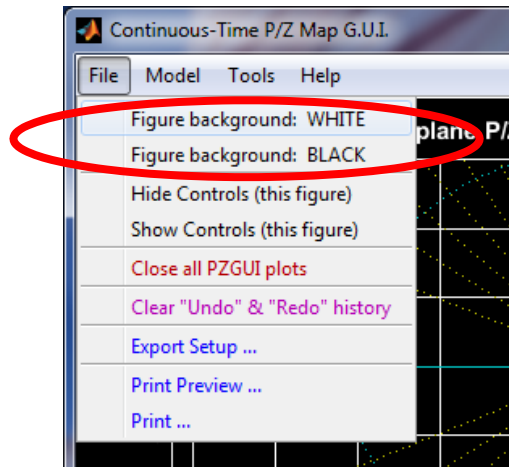 Continuous-Time P/Z Map G.U.I.
File Model Tools Help
Figure background: WHITE
plane P/
Figure background: BLACK
Hide Controls (this figure)
Show Controls (this figure)
Close all PZGUI plots
Clear "Undo" & "Redo" history
Export Setup ...
Print Preview ...
Print ...